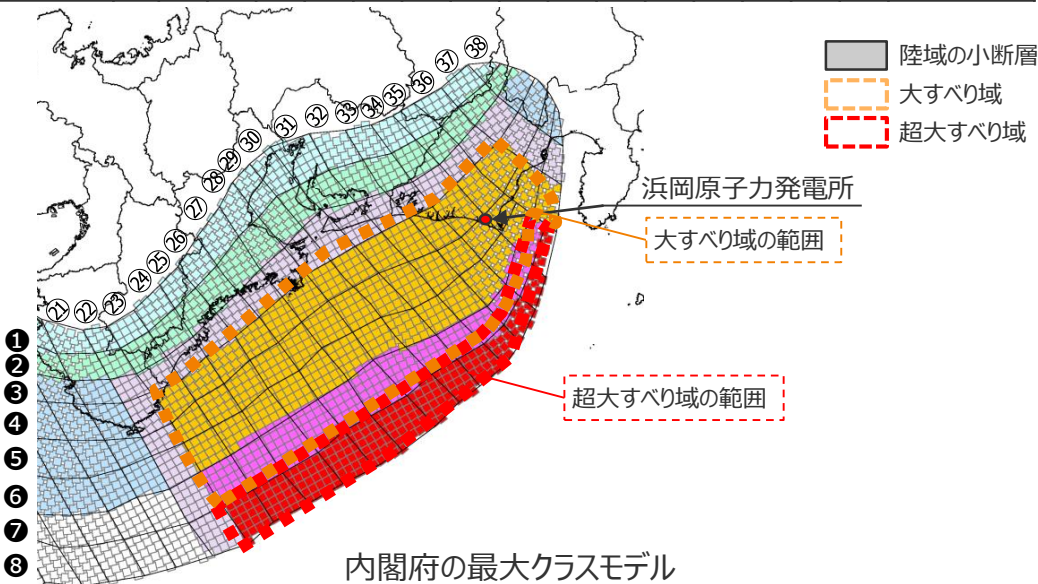 陸域の小断層
大すべり域
超大すべり域
浜岡原子力発電所
大すべり域の範囲
超大すべり域の範囲
㉑ ㉒ ㉓ ㉔ ㉕ ㉖ ㉗ ㉘ ㉙ ㉚ ㉛ ㉜ ㉝ ㉞ ㉟ ㊱ ㊲ ㊳
❶
❷
❸
❹
❺
❻
❼
❽
内閣府の最大クラスモデル